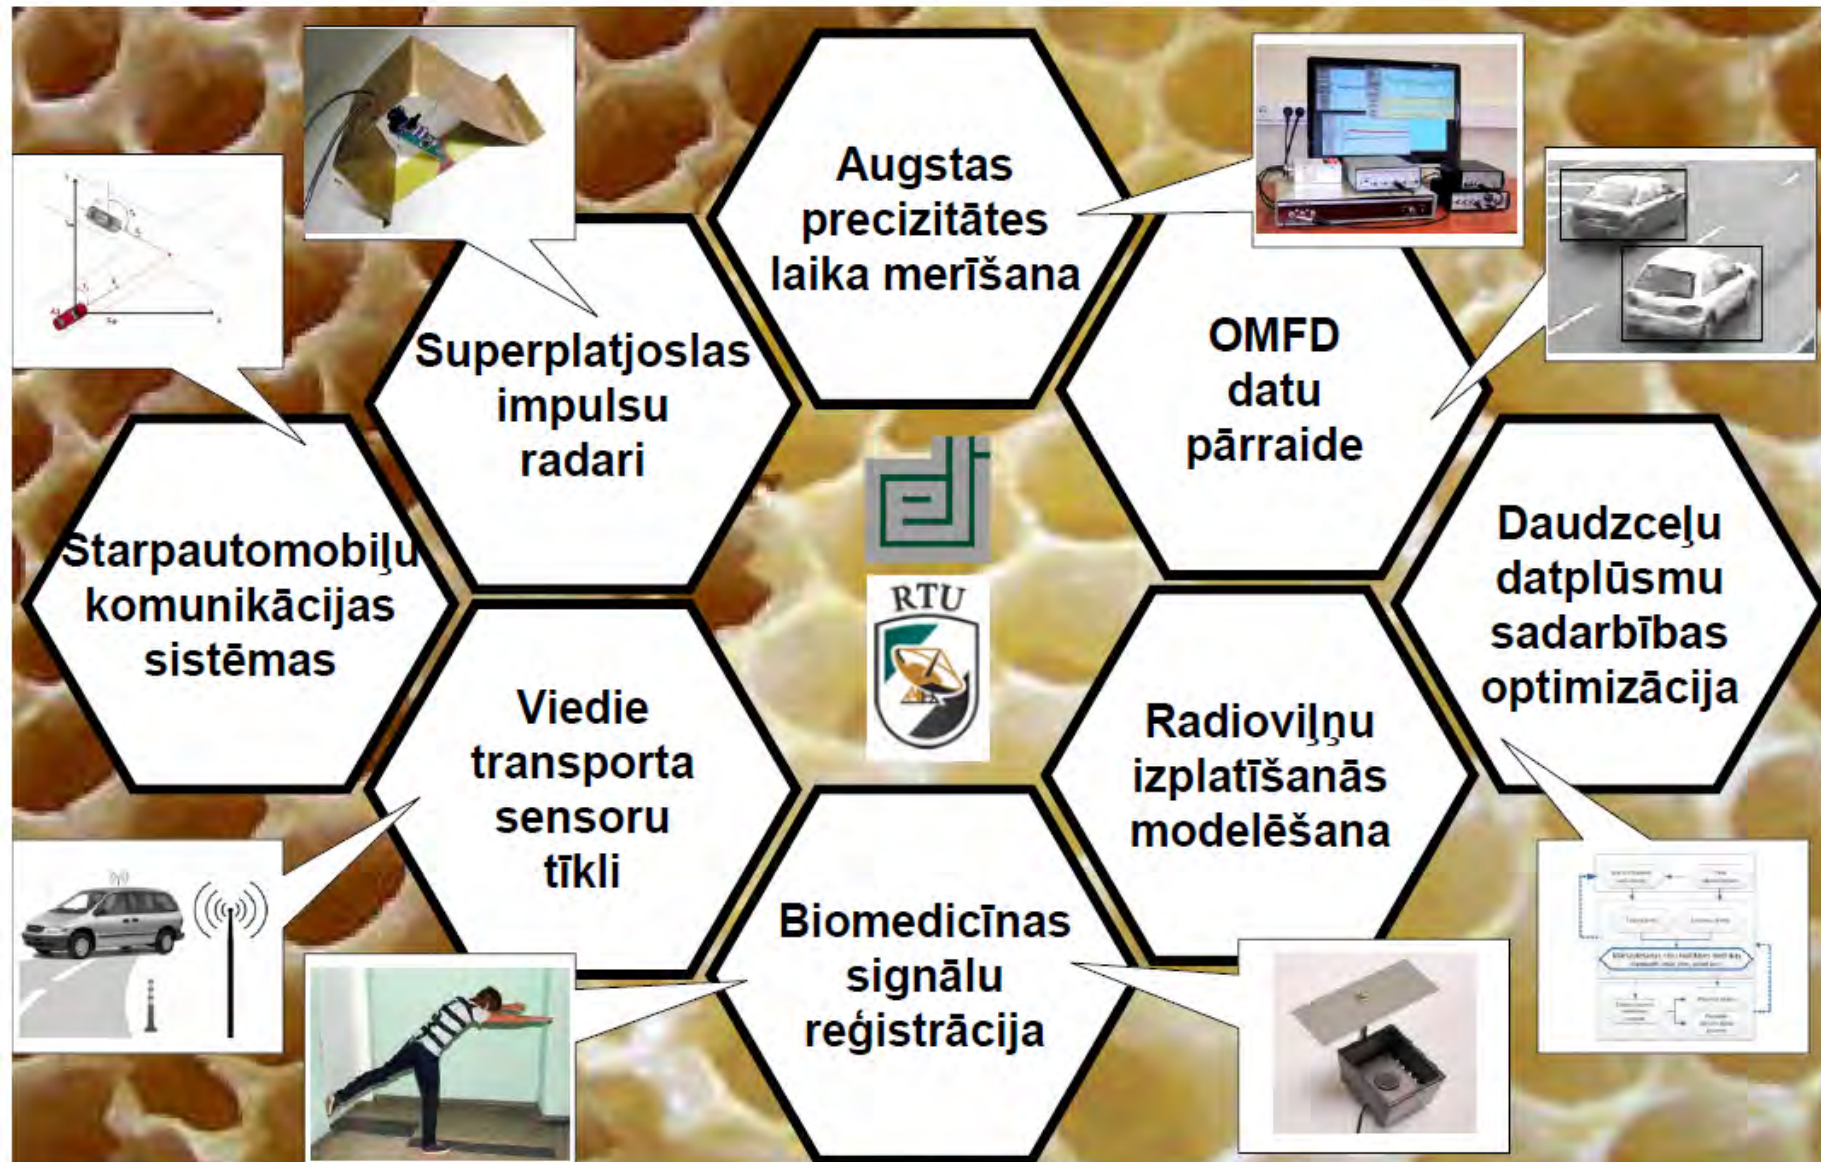 Augstas
precizitātes
laika merīšana
Superplatjoslas
impulsu
radari
OMFD
datu
pārraide
Starpautomobiļu
komunikācijas
sistēmas
Daudzceļu
datplūsmu
sadarbības
optimizācija
RTU
Viedie
transporta
sensoru
tīkli
Radioviļņu
izplatīšanās
modelēšana
Biomedicīnas
signālu
reģistrācija